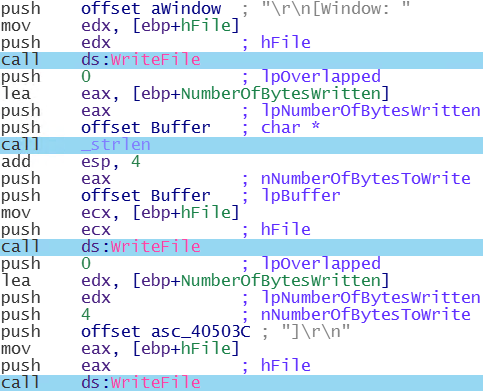 push offset aWindow ; "\r\n[Window: "
mov edx, [ebp+hFile]
push edx ; hFile
call ds:WriteFile
push 0 ; lpOverlapped
lea eax, [ebp+NumberOfBytesWritten]
push eax ; lpNumberOfBytesWritten
push offset Buffer ; char *
call _strlen
add esp, 4
push eax ; nNumberOfBytesToWrite
push offset Buffer ; lpBuffer
mov ecx, [ebp+hFile]
push ecx ; hFile
call ds:WriteFile
push 0 ; lpOverlapped
lea edx, [ebp+NumberOfBytesWritten]
push edx ; lpNumberOfBytesWritten
push 4 ; nNumberOfBytesToWrite
push offset asc_40503C ; "]\r\n"
mov eax, [ebp+hFile]
push eax ; hFile
call ds:WriteFile